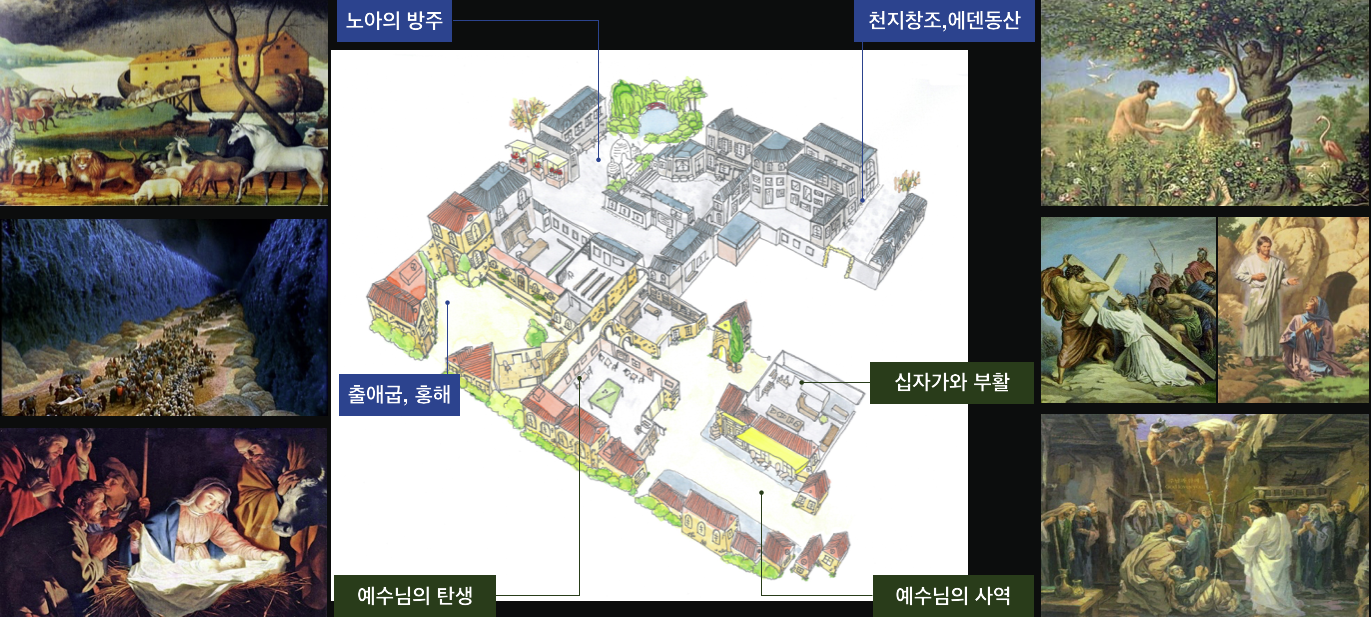 노아의 방주
천지창조,에덴동산
출애굽, 홍해
십자가와 부활
예수님의 탄생
예수님의 사역